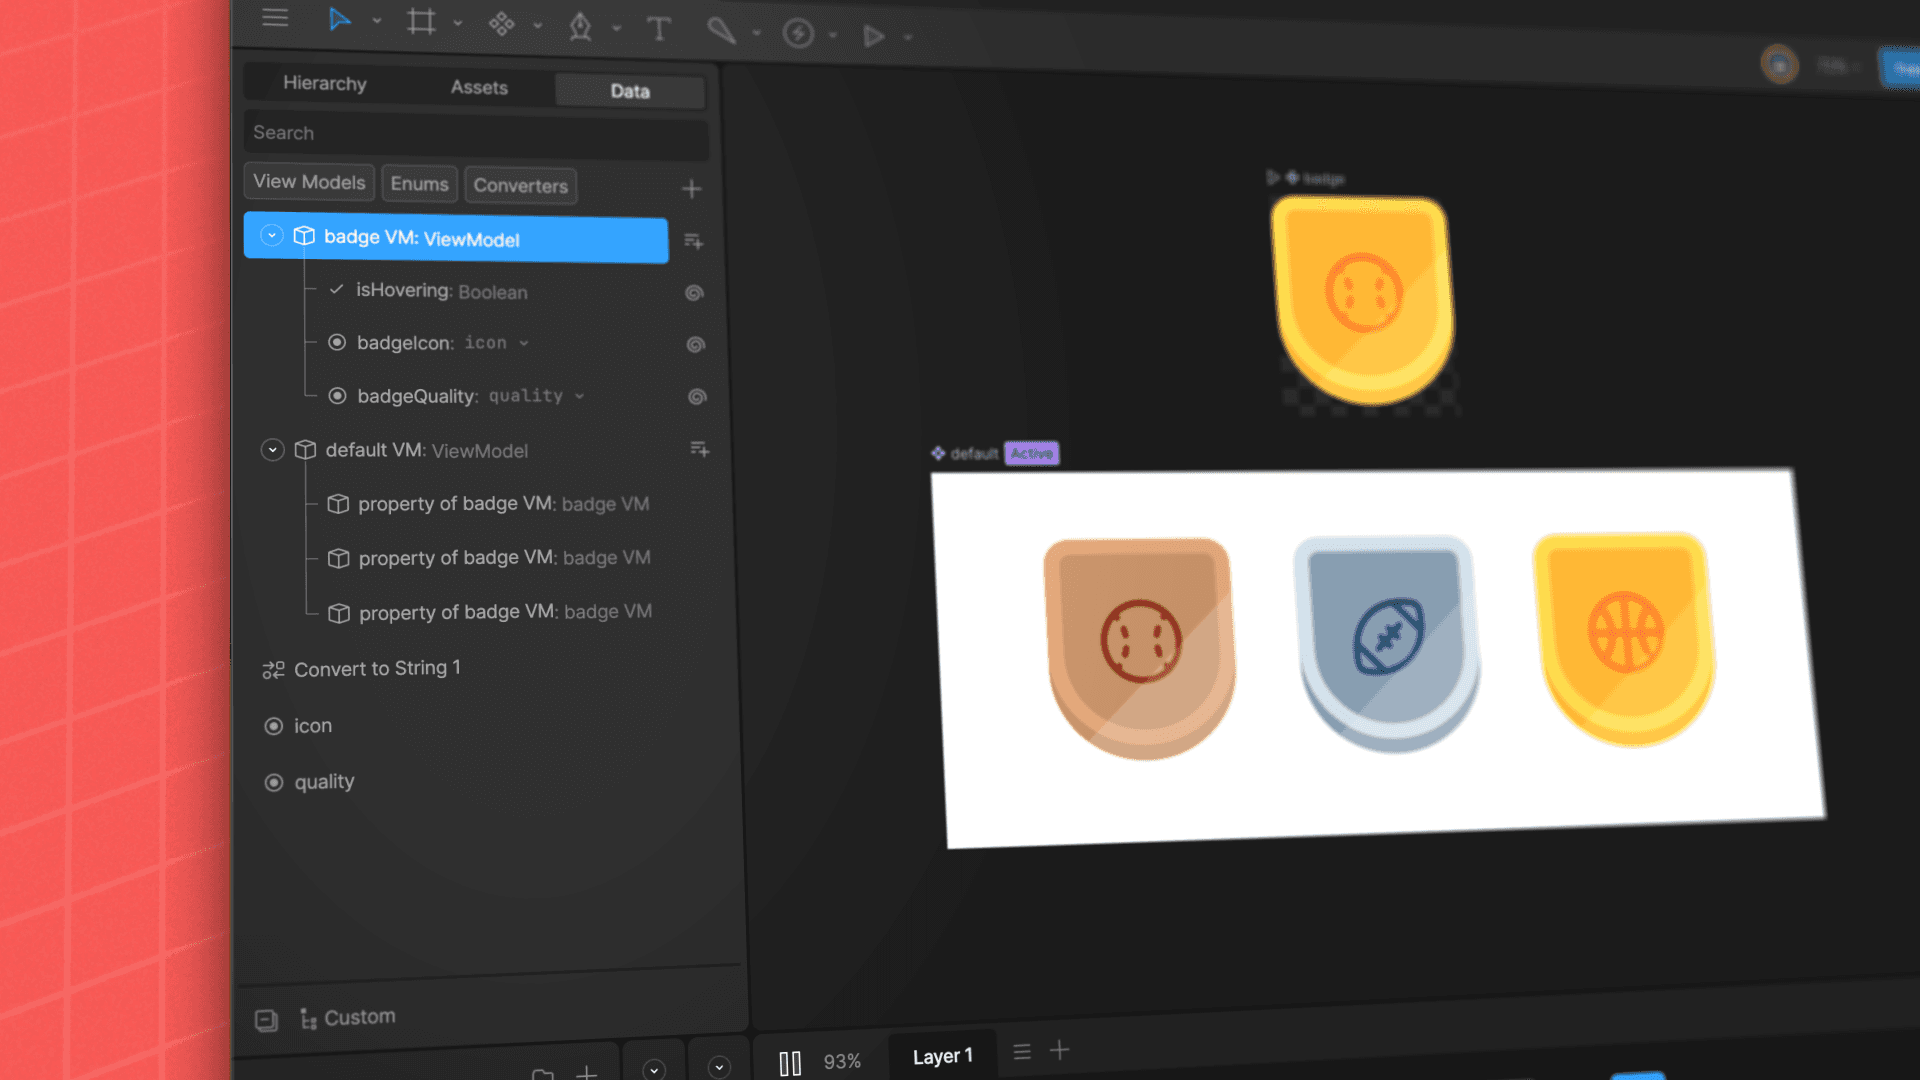 Hierarchy Assets Data
Search
View Models Enums Converters
badge VM: ViewModel
isHovering: Boolean
badgeIcon: icon
badgeQuality: quality
default VM: ViewModel
property of badge VM: badge VM
property of badge VM: badge VM
property of badge VM: badge VM
Convert to String 1
icon
quality
Custom
badge
default Active
93% Layer 1